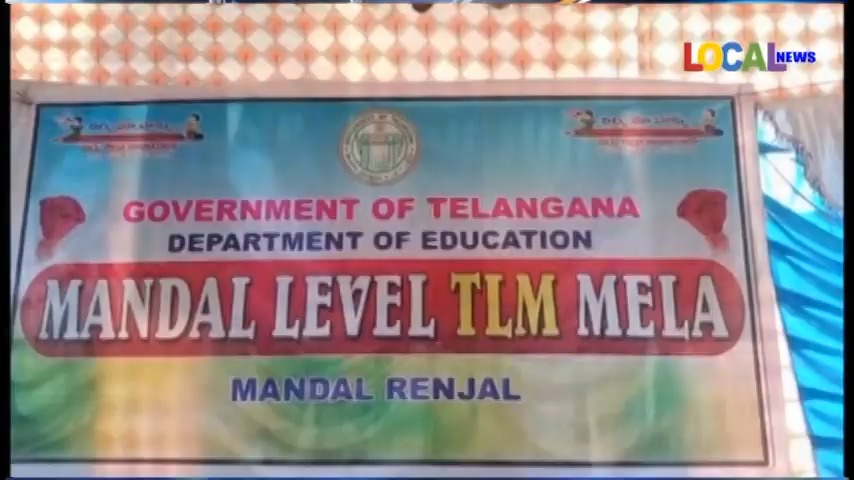 LOCAL NEWS
GOVERNMENT OF TELANGANA
DEPARTMENT OF EDUCATION
MANDAL LEVEL TLM MELA
MANDAL RENJAL